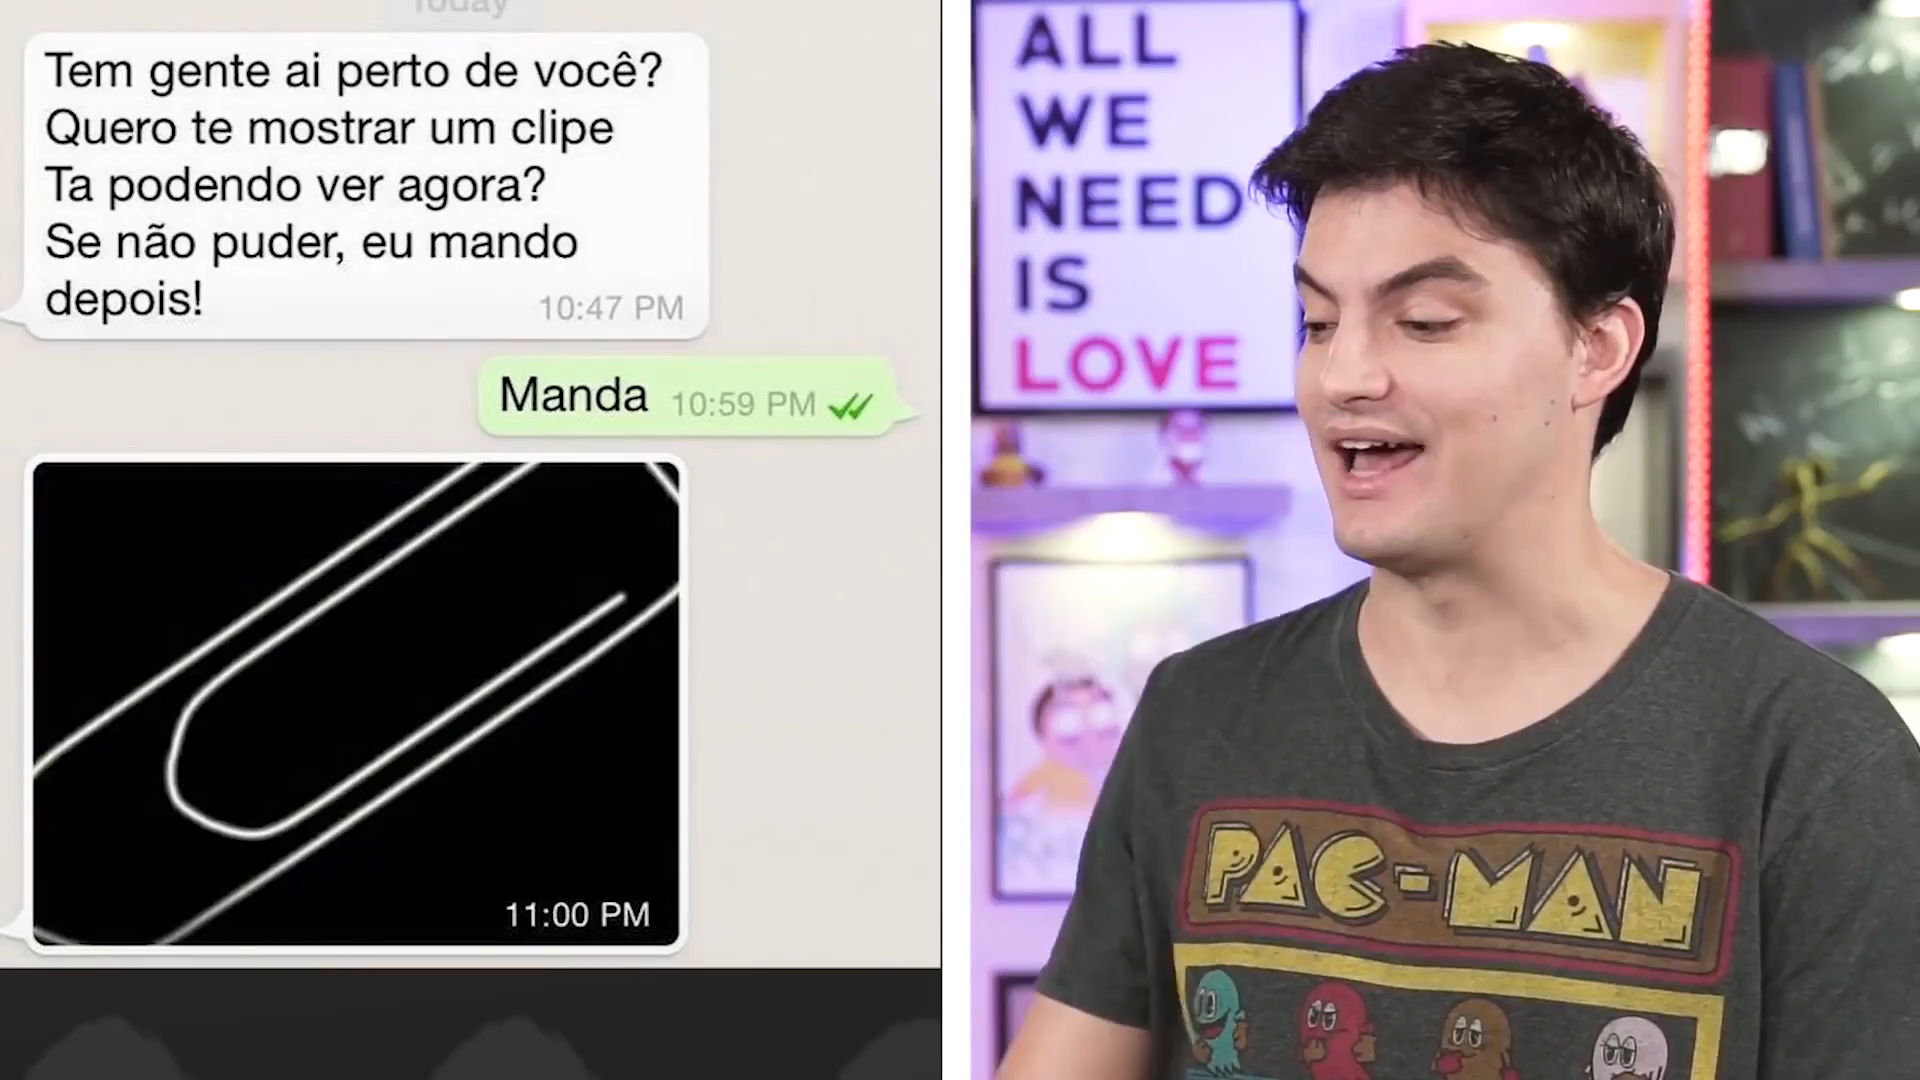 Today
Tem gente ai perto de você?
Quero te mostrar um clipe
Ta podendo ver agora?
Se não puder, eu mando
depois!
10:47 PM
Manda 10:59 PM
11:00 PM
ALL
WE
NEED
IS
LOVE
PAC-MAN